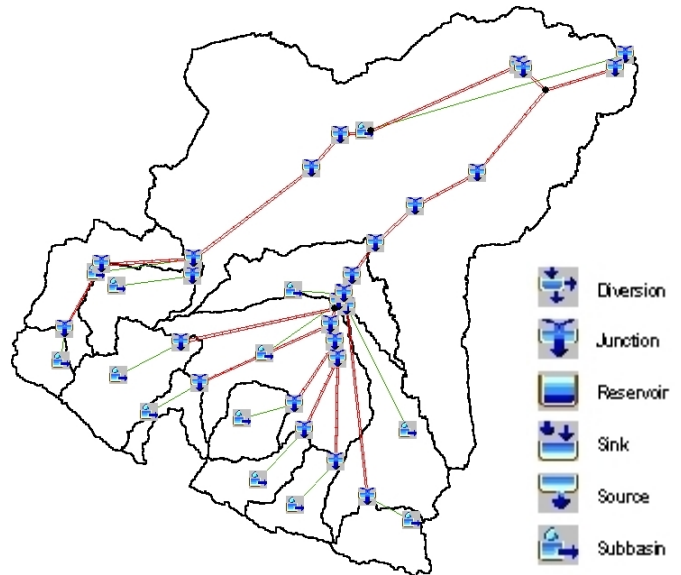 Diversion
Junction
Reservoir
Sink
Source
Subbasin